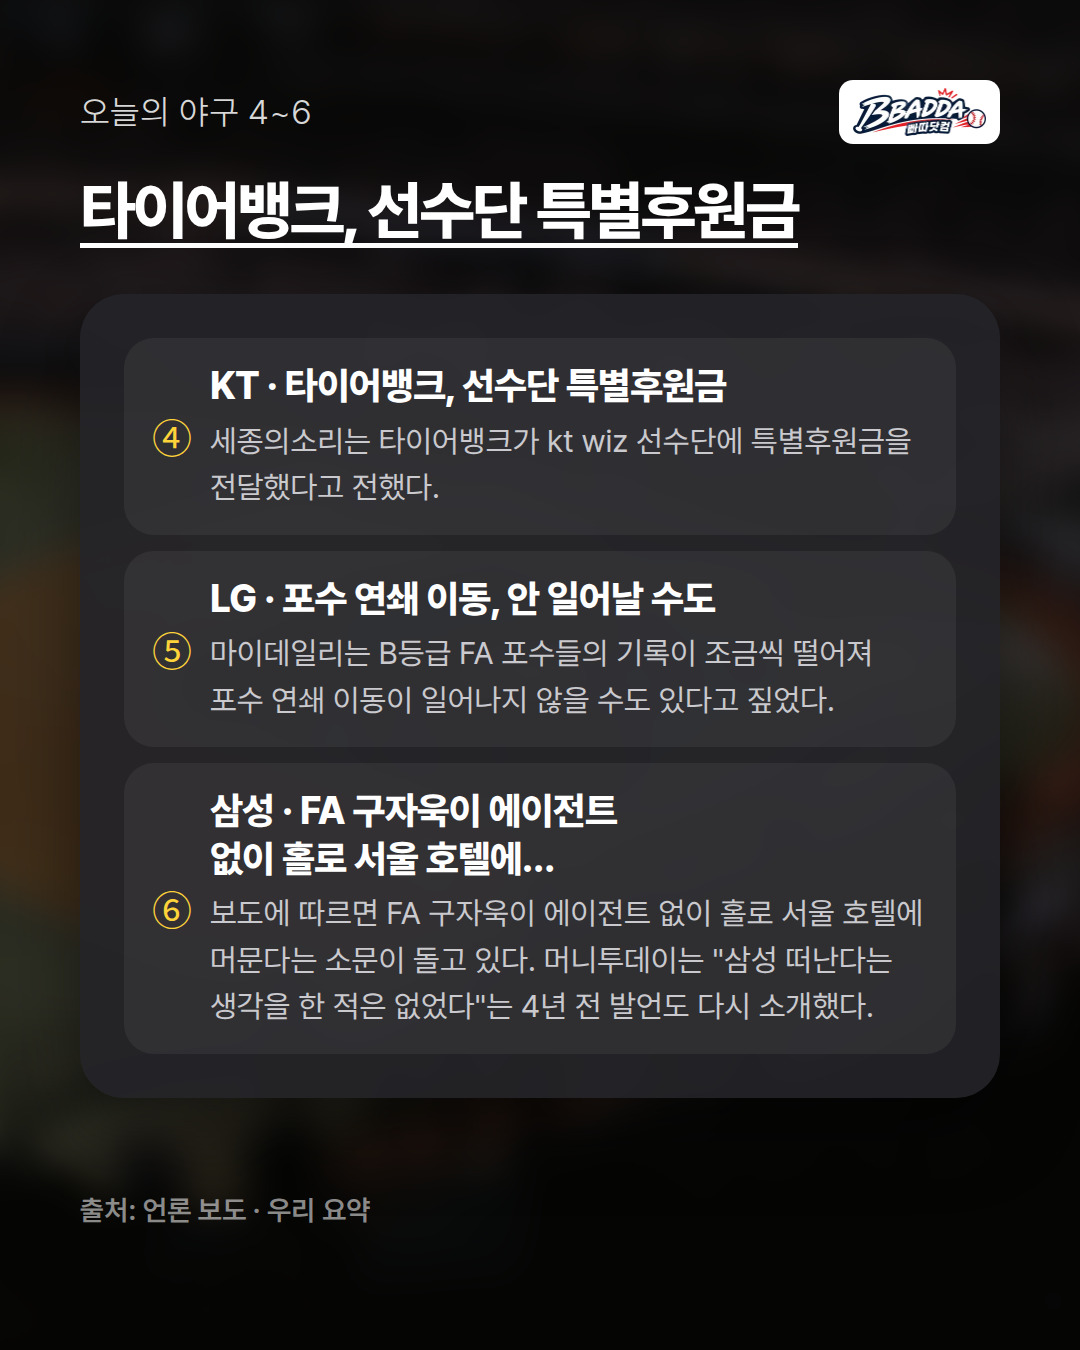 오늘의 야구 4~6
BBADDA
빠따닷컴
타이어뱅크, 선수단 특별후원금
KT · 타이어뱅크, 선수단 특별후원금
④ 세종의소리는 타이어뱅크가 kt wiz 선수단에 특별후원금을
전달했다고 전했다.
LG · 포수 연쇄 이동, 안 일어날 수도
⑤ 마이데일리는 B등급 FA 포수들의 기록이 조금씩 떨어져
포수 연쇄 이동이 일어나지 않을 수도 있다고 짚었다.
삼성 · FA 구자욱이 에이전트
없이 홀로 서울 호텔에...
⑥ 보도에 따르면 FA 구자욱이 에이전트 없이 홀로 서울 호텔에
머문다는 소문이 돌고 있다. 머니투데이는 "삼성 떠난다는
생각을 한 적은 없었다"는 4년 전 발언도 다시 소개했다.
출처: 언론 보도 · 우리 요약